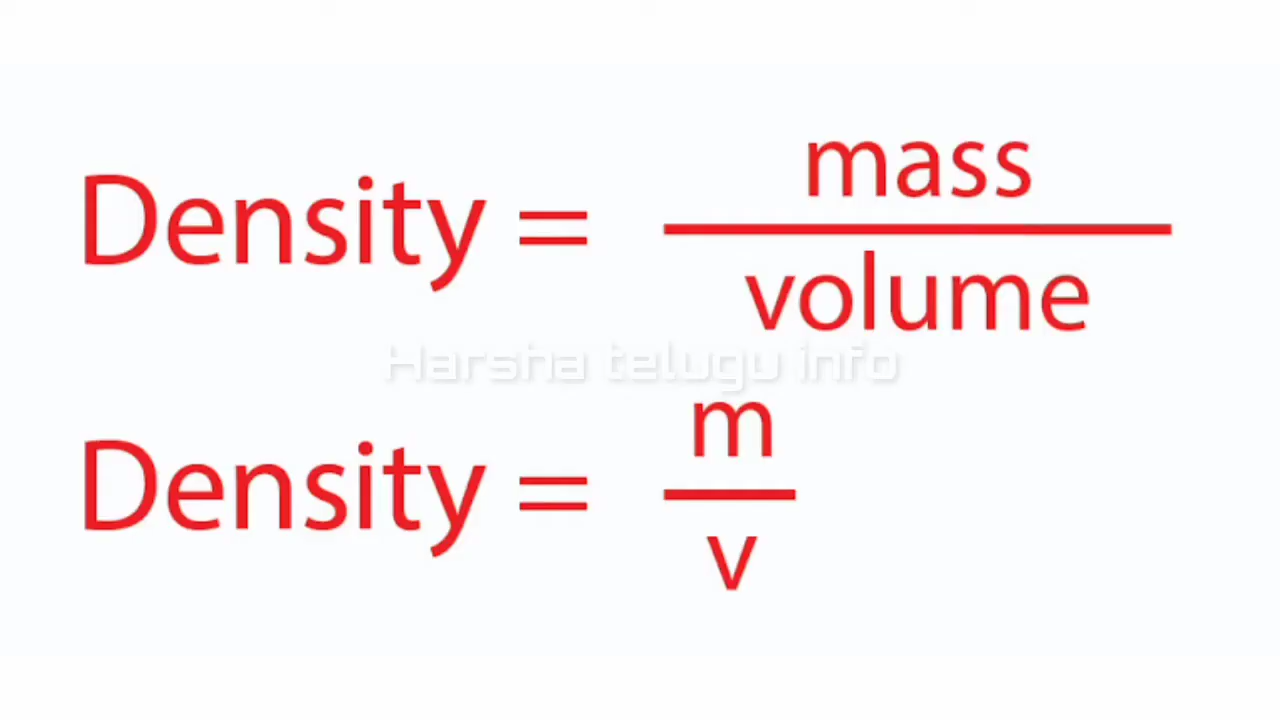 Density = mass / volume
Harsha telugu info
Density = m / v